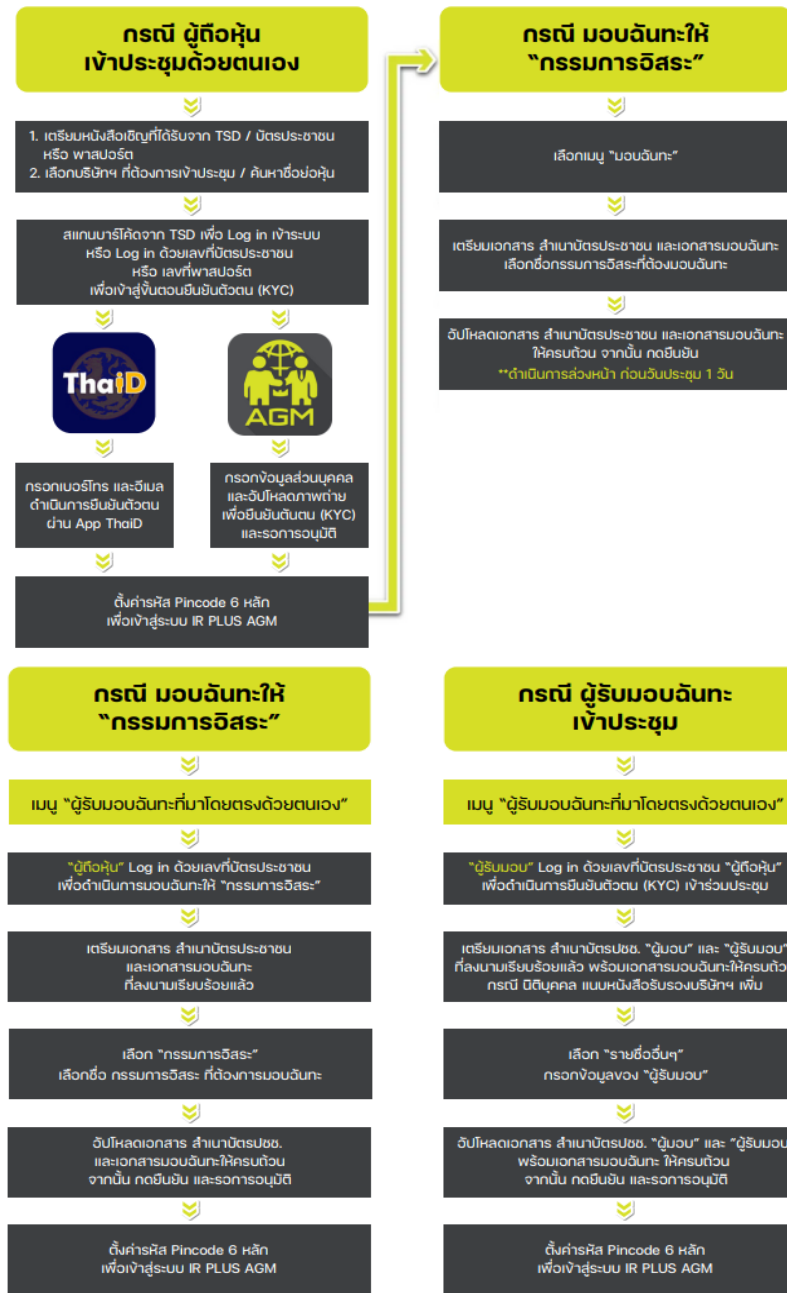 กรณี ผู้ถือหุ้น
เข้าประชุมด้วยตนเอง
1. เตรียมหนังสือเชิญที่ได้รับจาก TSD / บัตรประชาชน
หรือ พาสปอร์ต
2. เลือกบริษัทฯ ที่ต้องการเข้าประชุม / ค้นหาชื่อย่อหุ้น
สแกนบาร์โค้ดจาก TSD เพื่อ Log in เข้าระบบ
หรือ Log in ด้วยเลขที่บัตรประชาชน
หรือ เลขที่พาสปอร์ต
เพื่อเข้าสู่ขั้นตอนยืนยันตัวตน (KYC)
ThaiD
AGM
กรอกเบอร์โทร และอีเมล
ดำเนินการยืนยันตัวตน
ผ่าน App ThaiD
กรอกข้อมูลส่วนบุคคล
และอัปโหลดภาพถ่าย
เพื่อยืนยันตันตน (KYC)
และรอการอนุมัติ
ตั้งค่ารหัส Pincode 6 หลัก
เพื่อเข้าสู่ระบบ IR PLUS AGM
กรณี มอบฉันทะให้
“กรรมการอิสระ”
เลือกเมนู “มอบฉันทะ”
เตรียมเอกสาร สำเนาบัตรประชาชน และเอกสารมอบฉันทะ
เลือกชื่อกรรมการอิสระที่ต้องมอบฉันทะ
อัปโหลดเอกสาร สำเนาบัตรประชาชน และเอกสารมอบฉันทะ
ให้ครบถ้วน จากนั้น กดยืนยัน
**ดำเนินการล่วงหน้า ก่อนวันประชุม 1 วัน
กรณี มอบฉันทะให้
“กรรมการอิสระ”
เมนู “ผู้รับมอบฉันทะที่มาโดยตรงด้วยตนเอง”
“ผู้ถือหุ้น” Log in ด้วยเลขที่บัตรประชาชน
เพื่อดำเนินการมอบฉันทะให้ “กรรมการอิสระ”
เตรียมเอกสาร สำเนาบัตรประชาชน
และเอกสารมอบฉันทะ
ที่ลงนามเรียบร้อยแล้ว
เลือก “กรรมการอิสระ”
เลือกชื่อ กรรมการอิสระ ที่ต้องการมอบฉันทะ
อัปโหลดเอกสาร สำเนาบัตรปชช.
และเอกสารมอบฉันทะให้ครบถ้วน
จากนั้น กดยืนยัน และรอการอนุมัติ
ตั้งค่ารหัส Pincode 6 หลัก
เพื่อเข้าสู่ระบบ IR PLUS AGM
กรณี ผู้รับมอบฉันทะ
เข้าประชุม
เมนู “ผู้รับมอบฉันทะที่มาโดยตรงด้วยตนเอง”
“ผู้รับมอบ” Log in ด้วยเลขที่บัตรประชาชน “ผู้ถือหุ้น”
เพื่อดำเนินการยืนยันตัวตน (KYC) เข้าร่วมประชุม
เตรียมเอกสาร สำเนาบัตรปชช. “ผู้มอบ” และ “ผู้รับมอบ”
ที่ลงนามเรียบร้อยแล้ว พร้อมเอกสารมอบฉันทะให้ครบถ้ว
กรณี นิติบุคคล แนบหนังสือรับรองบริษัทฯ เพิ่ม
เลือก “รายชื่ออื่นๆ”
กรอกข้อมูลของ “ผู้รับมอบ”
อัปโหลดเอกสาร สำเนาบัตรปชช. “ผู้มอบ” และ “ผู้รับมอบ
พร้อมเอกสารมอบฉันทะ ให้ครบถ้วน
จากนั้น กดยืนยัน และรอการอนุมัติ
ตั้งค่ารหัส Pincode 6 หลัก
เพื่อเข้าสู่ระบบ IR PLUS AGM